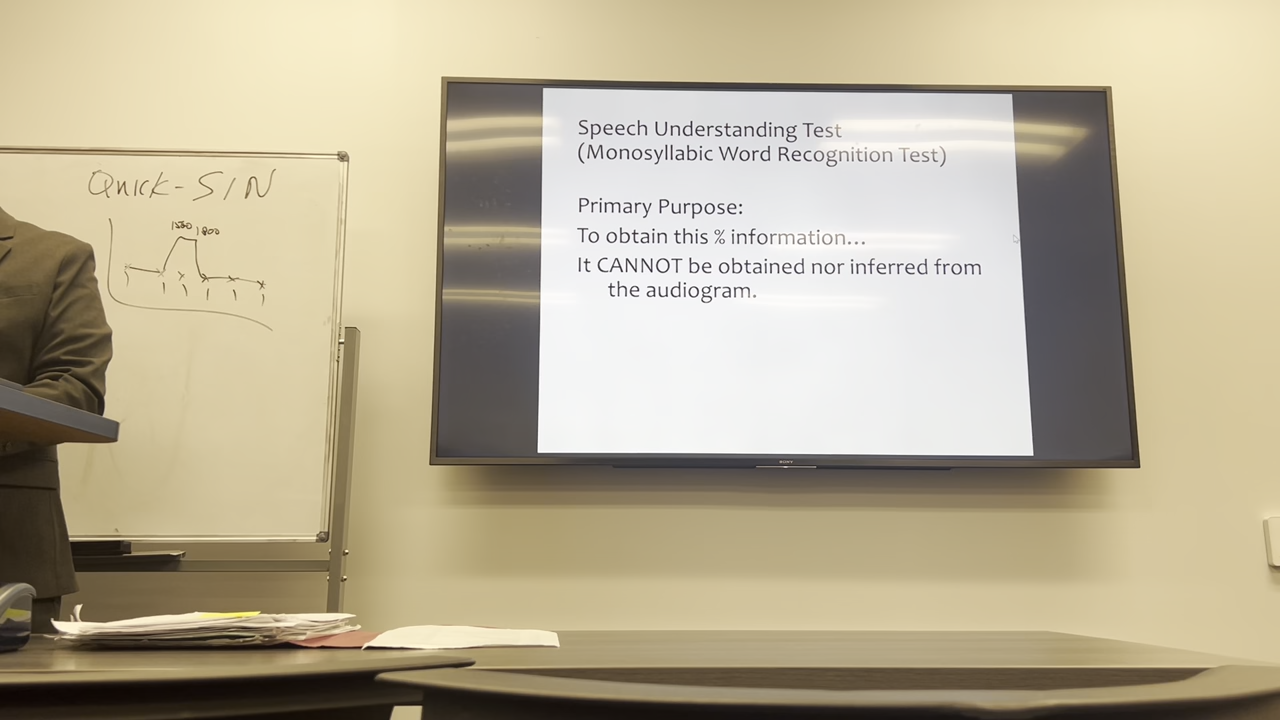 Quick-SIN
1500 1800
Speech Understanding Test
(Monosyllabic Word Recognition Test)
Primary Purpose:
To obtain this % information...
It CANNOT be obtained nor inferred from
the audiogram.
SONY